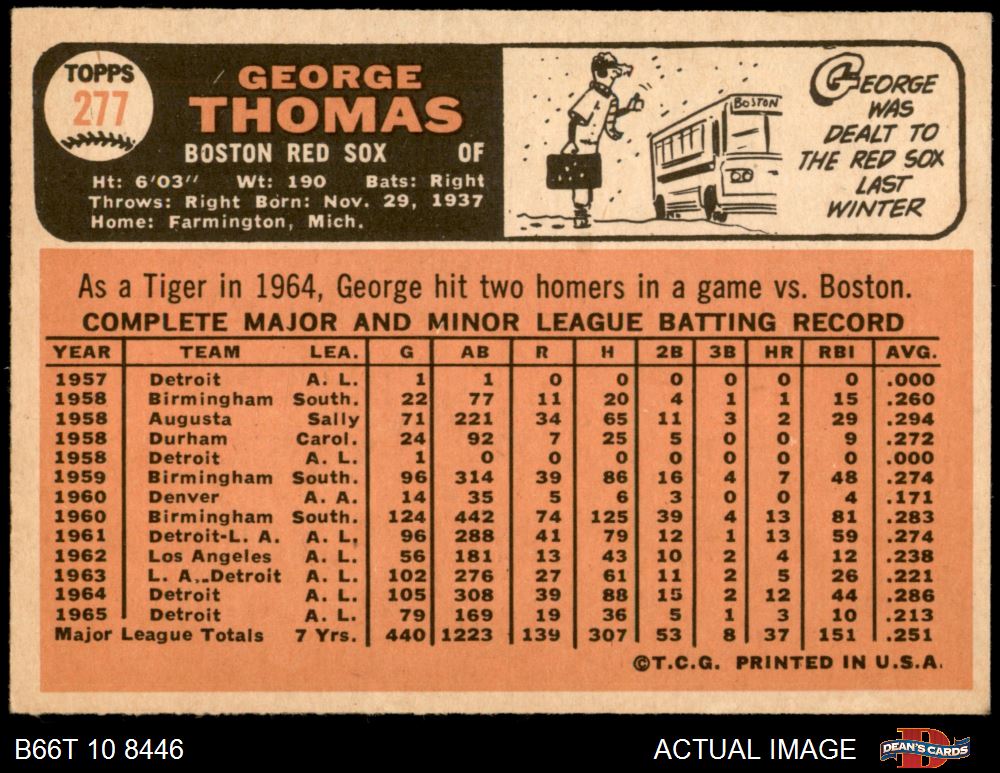 TOPPS
277
GEORGE
THOMAS
BOSTON RED SOX OF
Ht: 6'03" Wt: 190 Bats: Right
Throws: Right Born: Nov. 29, 1937
Home: Farmington, Mich.
BOSTON
GEORGE
WAS
DEALT TO
THE RED SOX
LAST
WINTER
As a Tiger in 1964, George hit two homers in a game vs. Boston.
COMPLETE MAJOR AND MINOR LEAGUE BATTING RECORD
YEAR TEAM LEA. G AB R H 2B 3B HR RBI AVG.
1957 Detroit A. L. 1 1 0 0 0 0 0 0 .000
1958 Birmingham South. 22 77 11 20 4 1 1 15 .260
1958 Augusta Sally 71 221 34 65 11 3 2 29 .294
1958 Durham Carol. 24 92 7 25 5 0 0 9 .272
1958 Detroit A. L. 1 0 0 0 0 0 0 0 .000
1959 Birmingham South. 96 314 39 86 16 4 7 48 .274
1960 Denver A. A. 14 35 5 6 3 0 0 4 .171
1960 Birmingham South. 124 442 74 125 39 4 13 81 .283
1961 Detroit-L. A. A. L. 96 288 41 79 12 1 13 59 .274
1962 Los Angeles A. L. 56 181 13 43 10 2 4 12 .238
1963 L. A.-Detroit A. L. 102 276 27 61 11 2 5 26 .221
1964 Detroit A. L. 105 308 39 88 15 2 12 44 .286
1965 Detroit A. L. 79 169 19 36 5 1 3 10 .213
Major League Totals 7 Yrs. 440 1223 139 307 53 8 37 151 .251
©T.C.G. PRINTED IN U.S.A.
B66T 10 8446
ACTUAL IMAGE
DEAN'S CARDS